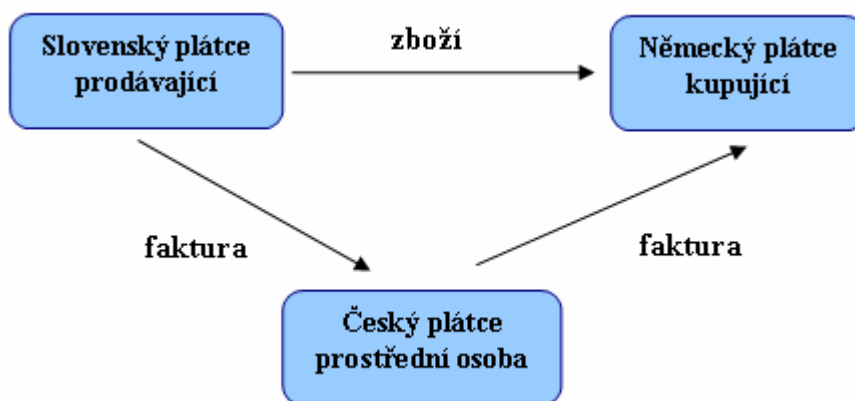 Slovenský plátce
prodávající
zboží
Německý plátce
kupující
faktura
faktura
Český plátce
prostřední osoba